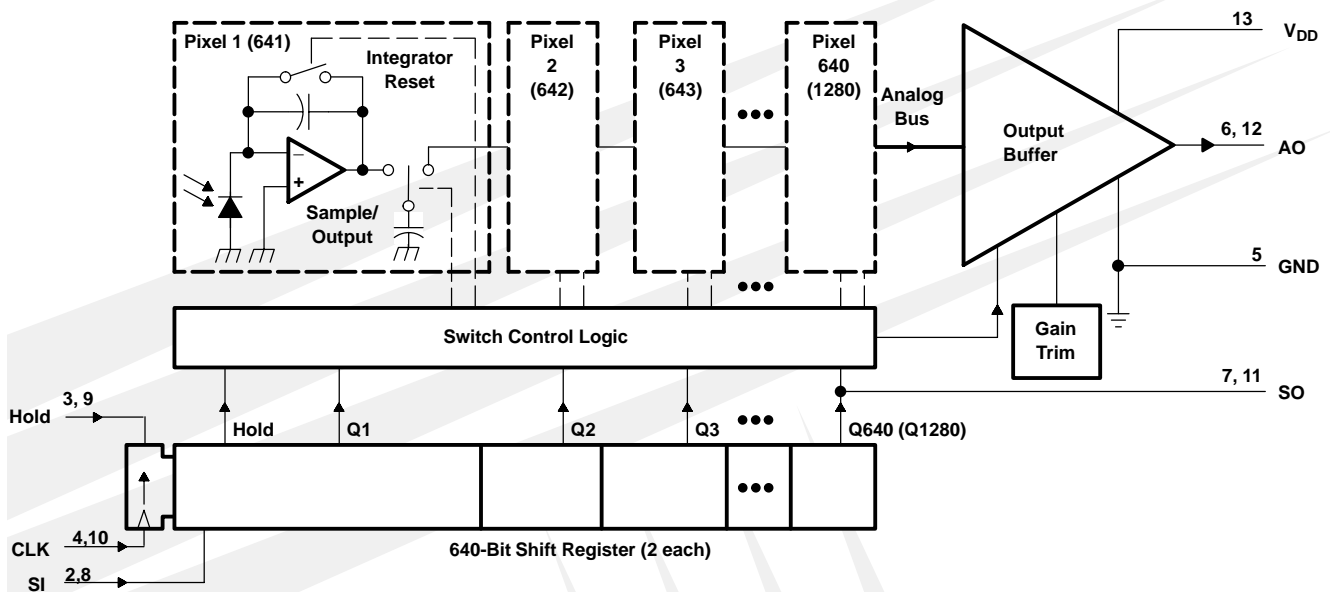 Pixel 1 (641)
Integrator
Reset
–
+
Sample/
Output
Pixel
2
(642)
Pixel
3
(643)
•••
Pixel
640
(1280)
Analog
Bus
Output
Buffer
13
VDD
6, 12
AO
5
GND
•••
Gain
Trim
Switch Control Logic
7, 11
SO
3, 9
Hold
Hold
Q1
Q2
Q3
•••
Q640 (Q1280)
•••
4,10
CLK
640-Bit Shift Register (2 each)
2,8
SI